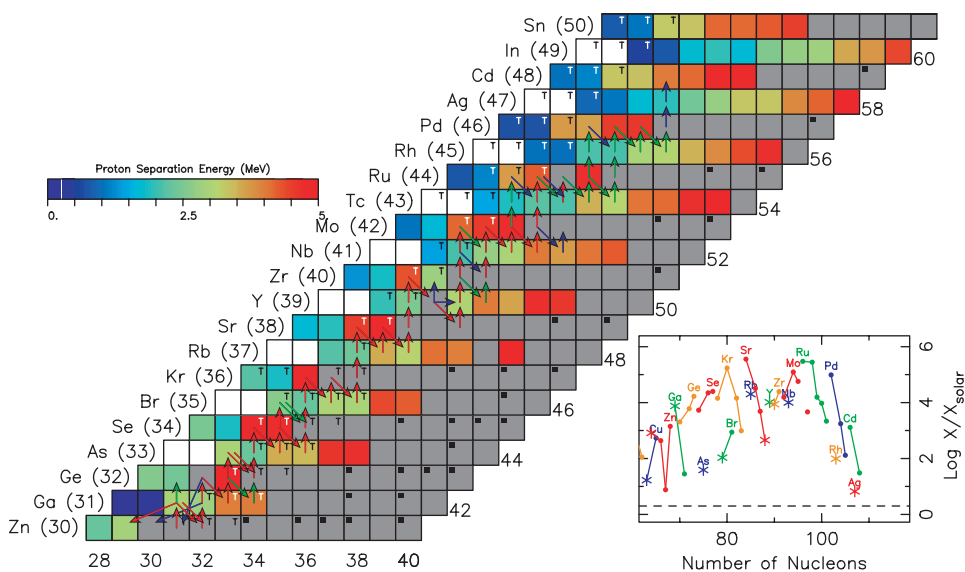 Sn (50)
In (49)
60
Cd (48)
Ag (47)
58
Pd (46)
Rh (45)
56
Ru (44)
Tc (43)
54
Mo (42)
Nb (41)
52
Zr (40)
Y (39)
50
Sr (38)
Rb (37)
48
Kr (36)
Br (35)
46
Se (34)
As (33)
44
Ge (32)
Ga (31)
42
Zn (30)
28 30 32 34 36 38 40
Proton Separation Energy (MeV)
0. 2.5 5
Cu Zn Ga Ge As Se Br Kr Rb Sr Y Zr Nb Mo Ru Rh Pd Ag Cd
0 2 4 6
Log X/Xsolar
80 100
Number of Nucleons